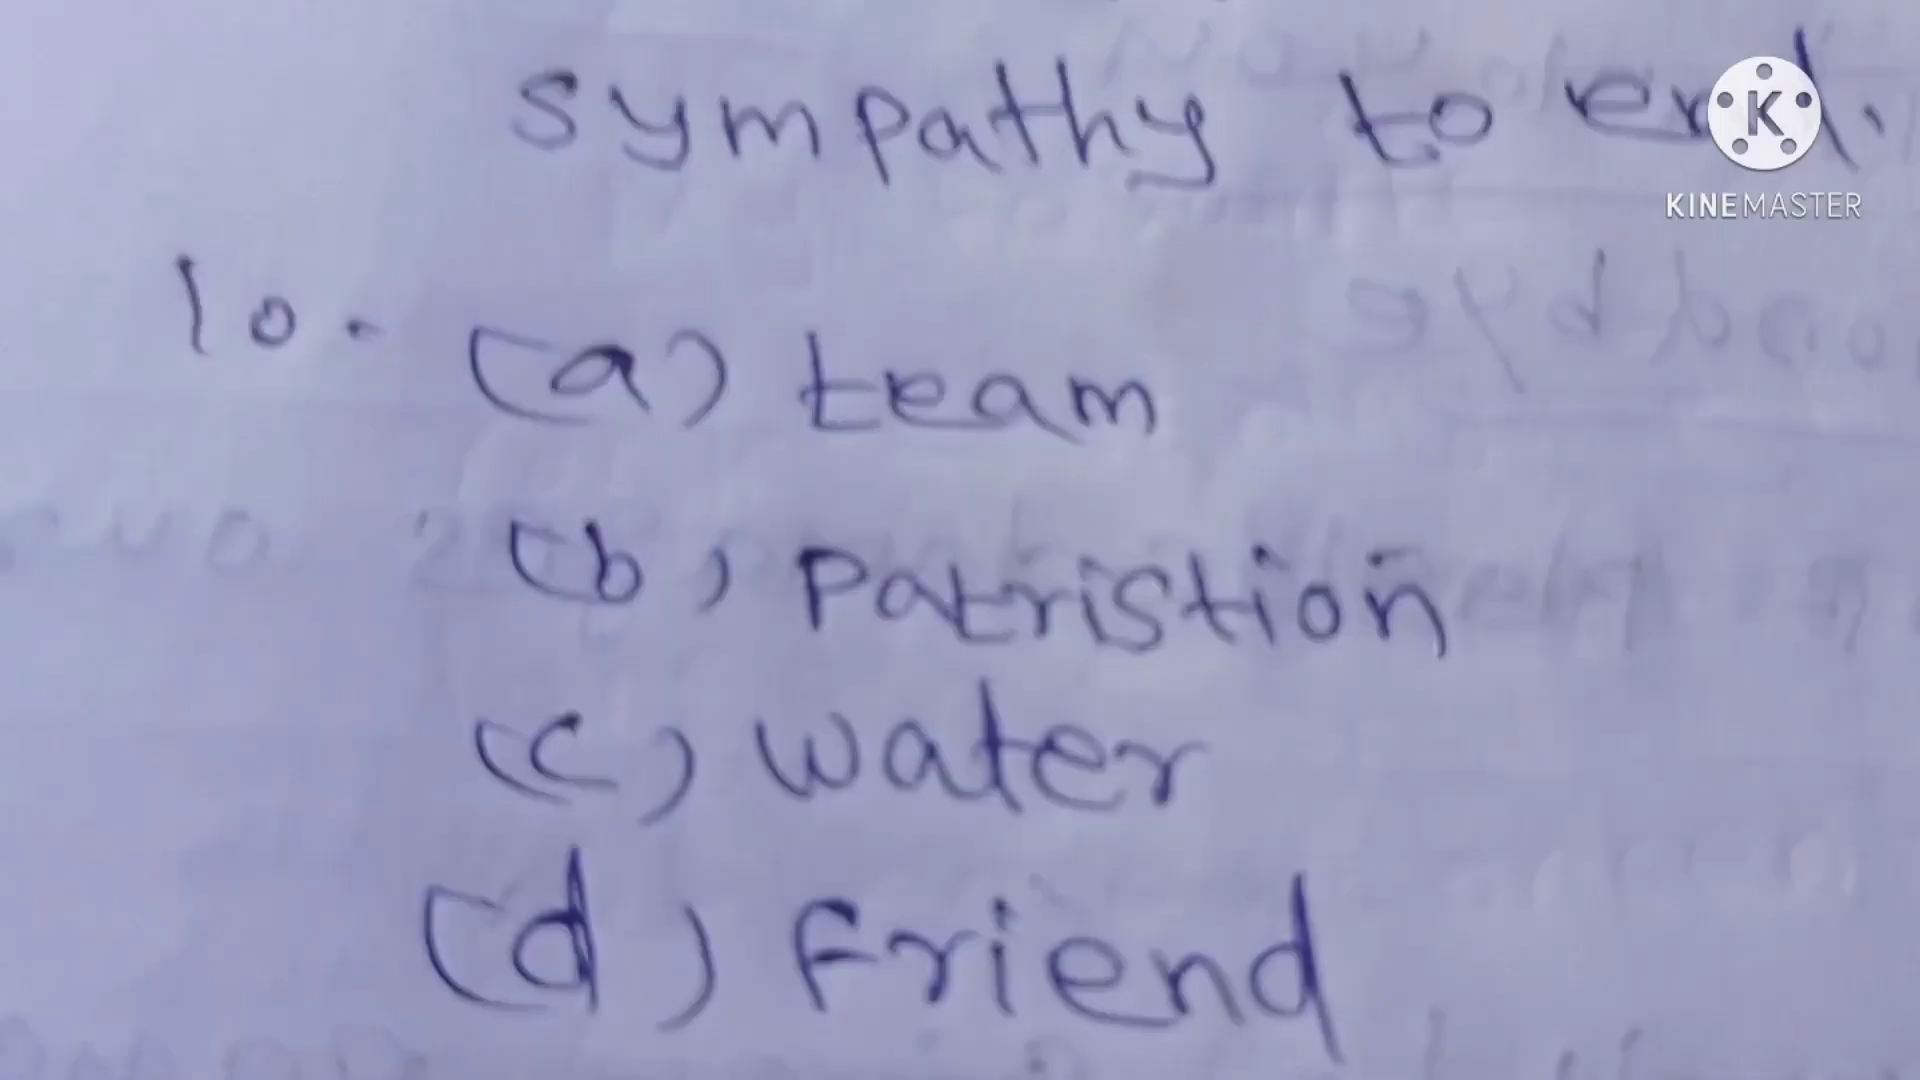 sympathy to end.
KINEMASTER
10. (a) team
(b) Patristion
(c) water
(d) Friend